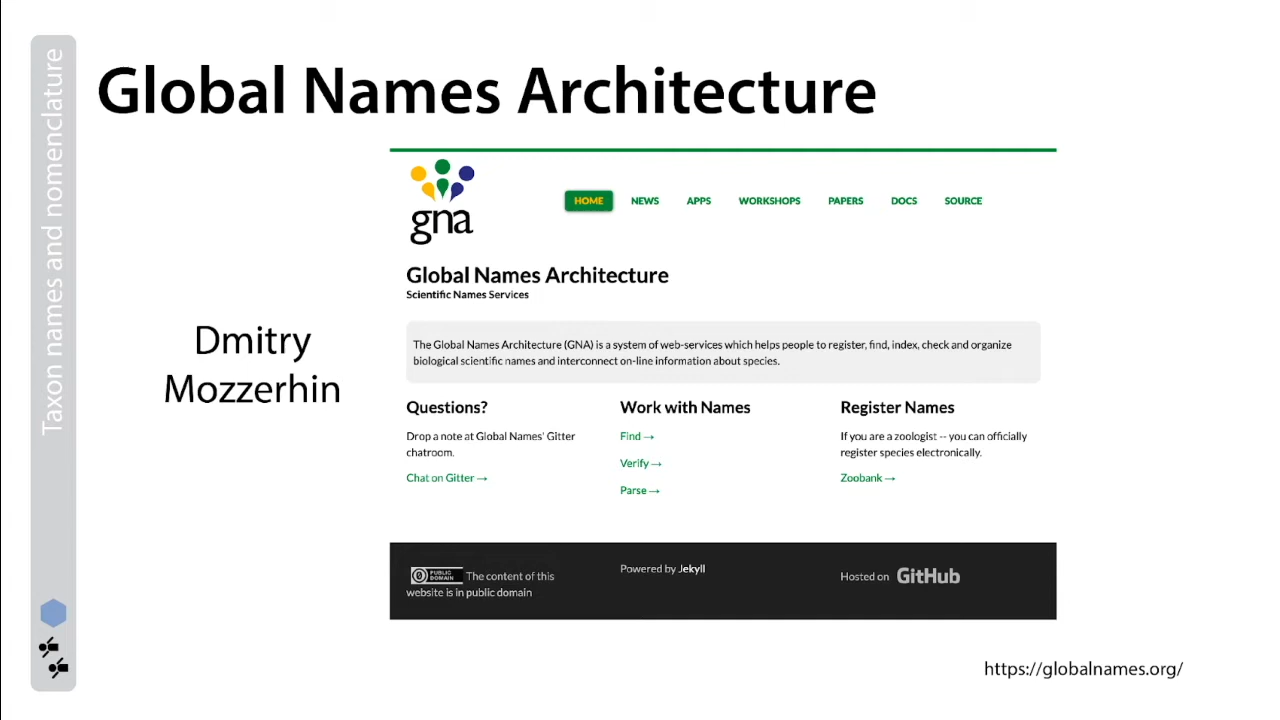 Taxon names and nomenclature
Global Names Architecture
gna
HOME
NEWS
APPS
WORKSHOPS
PAPERS
DOCS
SOURCE
Global Names Architecture
Scientific Names Services
The Global Names Architecture (GNA) is a system of web-services which helps people to register, find, index, check and organize
biological scientific names and interconnect on-line information about species.
Dmitry
Mozzerhin
Questions?
Drop a note at Global Names' Gitter
chatroom.
Chat on Gitter →
Work with Names
Find →
Verify →
Parse →
Register Names
If you are a zoologist -- you can officially
register species electronically.
Zoobank →
PUBLIC
DOMAIN
The content of this
website is in public domain
Powered by Jekyll
Hosted on GitHub
https://globalnames.org/